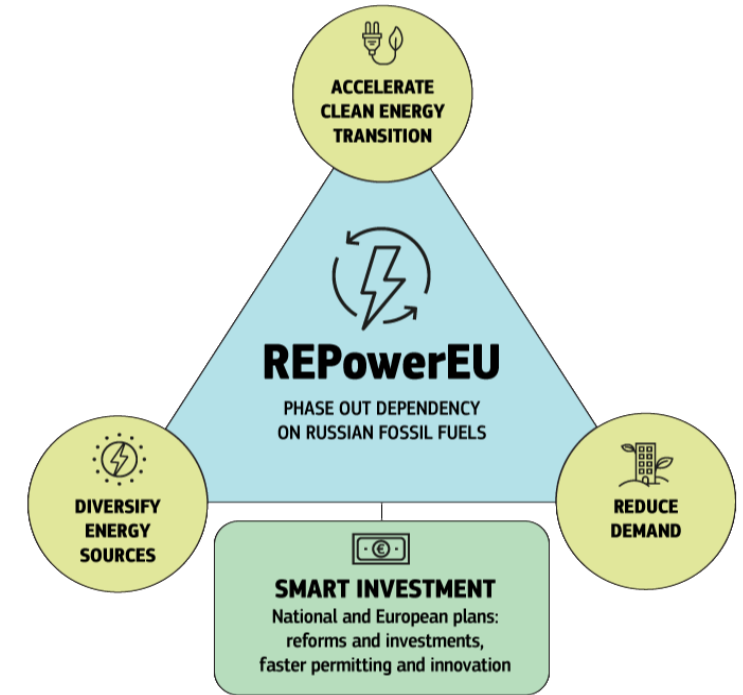 ACCELERATE
CLEAN ENERGY
TRANSITION
REPowerEU
PHASE OUT DEPENDENCY
ON RUSSIAN FOSSIL FUELS
DIVERSIFY
ENERGY
SOURCES
REDUCE
DEMAND
€
SMART INVESTMENT
National and European plans:
reforms and investments,
faster permitting and innovation